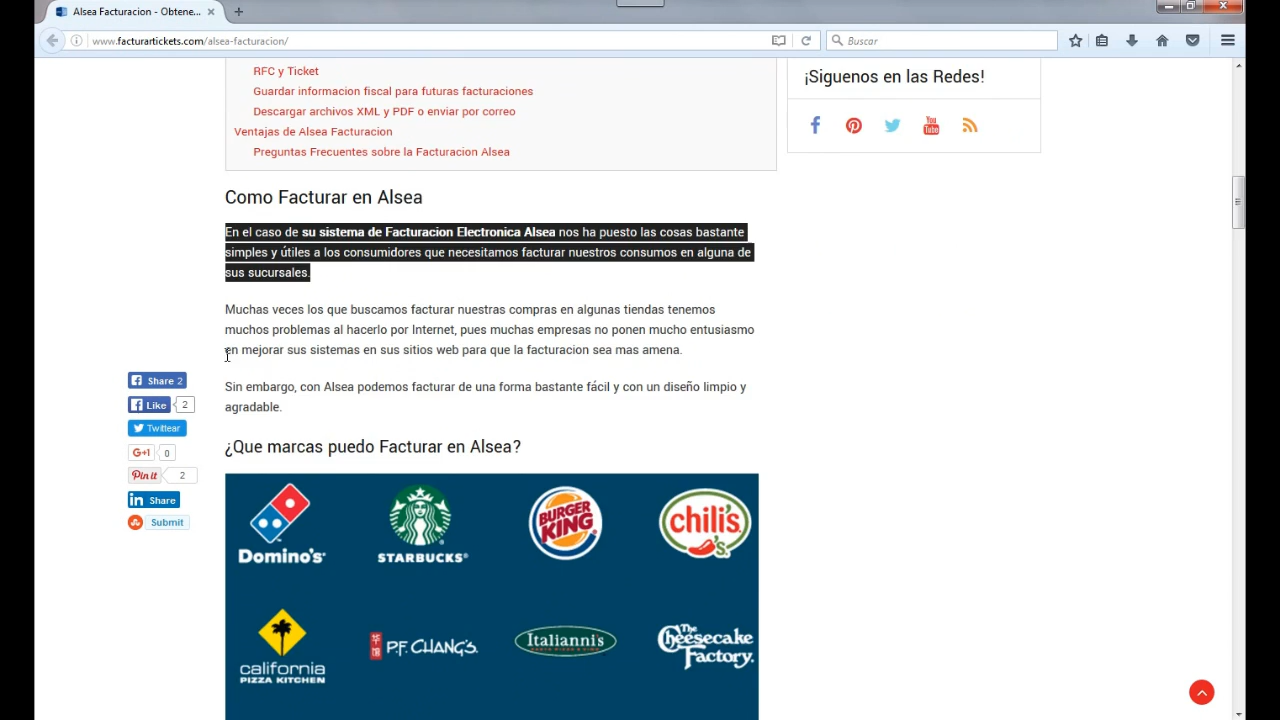 Alsea Facturacion - Obtene...
www.facturartickets.com/alsea-facturacion/
Buscar
RFC y Ticket
Guardar informacion fiscal para futuras facturaciones
Descargar archivos XML y PDF o enviar por correo
Ventajas de Alsea Facturacion
Preguntas Frecuentes sobre la Facturacion Alsea
¡Siguenos en las Redes!
You
Tube
Como Facturar en Alsea
En el caso de su sistema de Facturacion Electronica Alsea nos ha puesto las cosas bastante
simples y útiles a los consumidores que necesitamos facturar nuestros consumos en alguna de
sus sucursales.
Muchas veces los que buscamos facturar nuestras compras en algunas tiendas tenemos
muchos problemas al hacerlo por Internet, pues muchas empresas no ponen mucho entusiasmo
en mejorar sus sistemas en sus sitios web para que la facturacion sea mas amena.
Sin embargo, con Alsea podemos facturar de una forma bastante fácil y con un diseño limpio y
agradable.
Share 2
Like 2
Twittear
G+1 0
Pin it 2
in Share
Submit
¿Que marcas puedo Facturar en Alsea?
Domino's
STARBUCKS
BURGER
KING
chili's
california
PIZZA KITCHEN
P.F. CHANG'S
Italianni's
The
Cheesecake
Factory